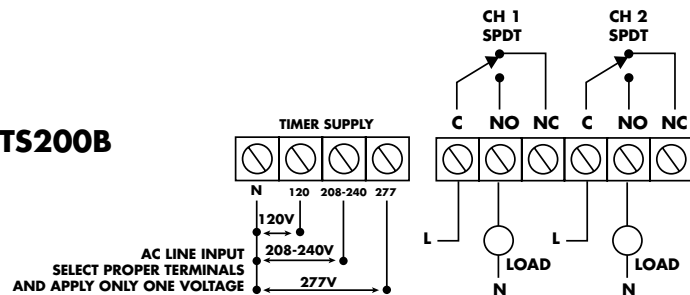 CH 1
SPDT
CH 2
SPDT
TS200B
TIMER SUPPLY
C NO NC C NO NC
N 120 208-240 277
120V
208-240V
277V
AC LINE INPUT
SELECT PROPER TERMINALS
AND APPLY ONLY ONE VOLTAGE
L
LOAD
N
L
LOAD
N